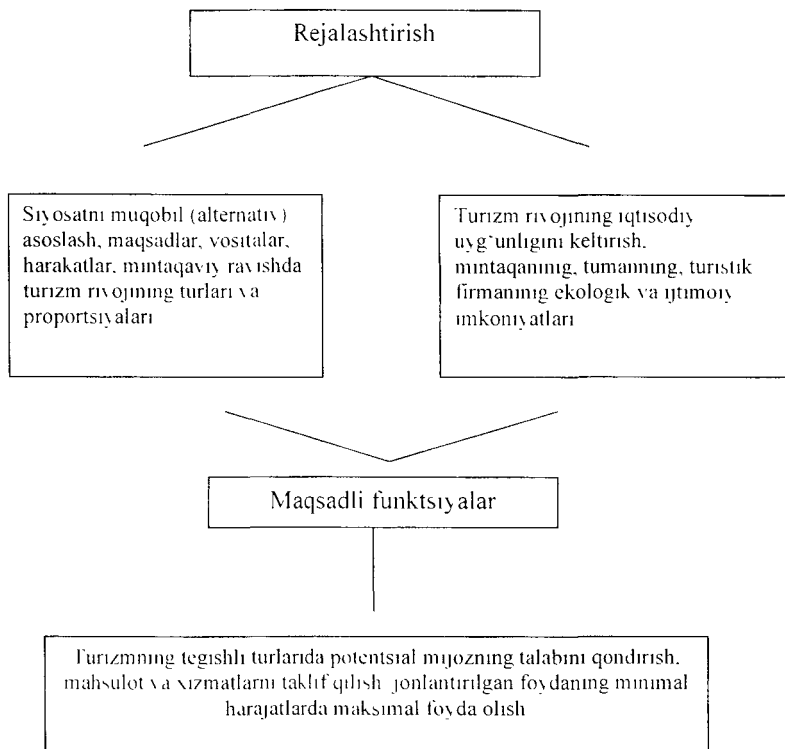 Rejalashtirish
Siyosatni muqobil (alternativ)
asoslash, maqsadlar, vositalar,
harakatlar, mintaqaviy ravishda
turizm rivojining turlari va
proportsiyalari
Turizm rivojining iqtisodiy
uyg‘unligini keltirish,
mintaqaninig, tumanning, turistik
firmaninig ekologik va ijtimoiy
imkoniyatlari
Maqsadli funktsiyalar
Turizmning tegishli turlarida potentsial mijozning talabini qondirish,
mahsulot va xizmatlarni taklif qilish jonlantirilgan foydaning minimal
harajatlarda maksimal foyda olish